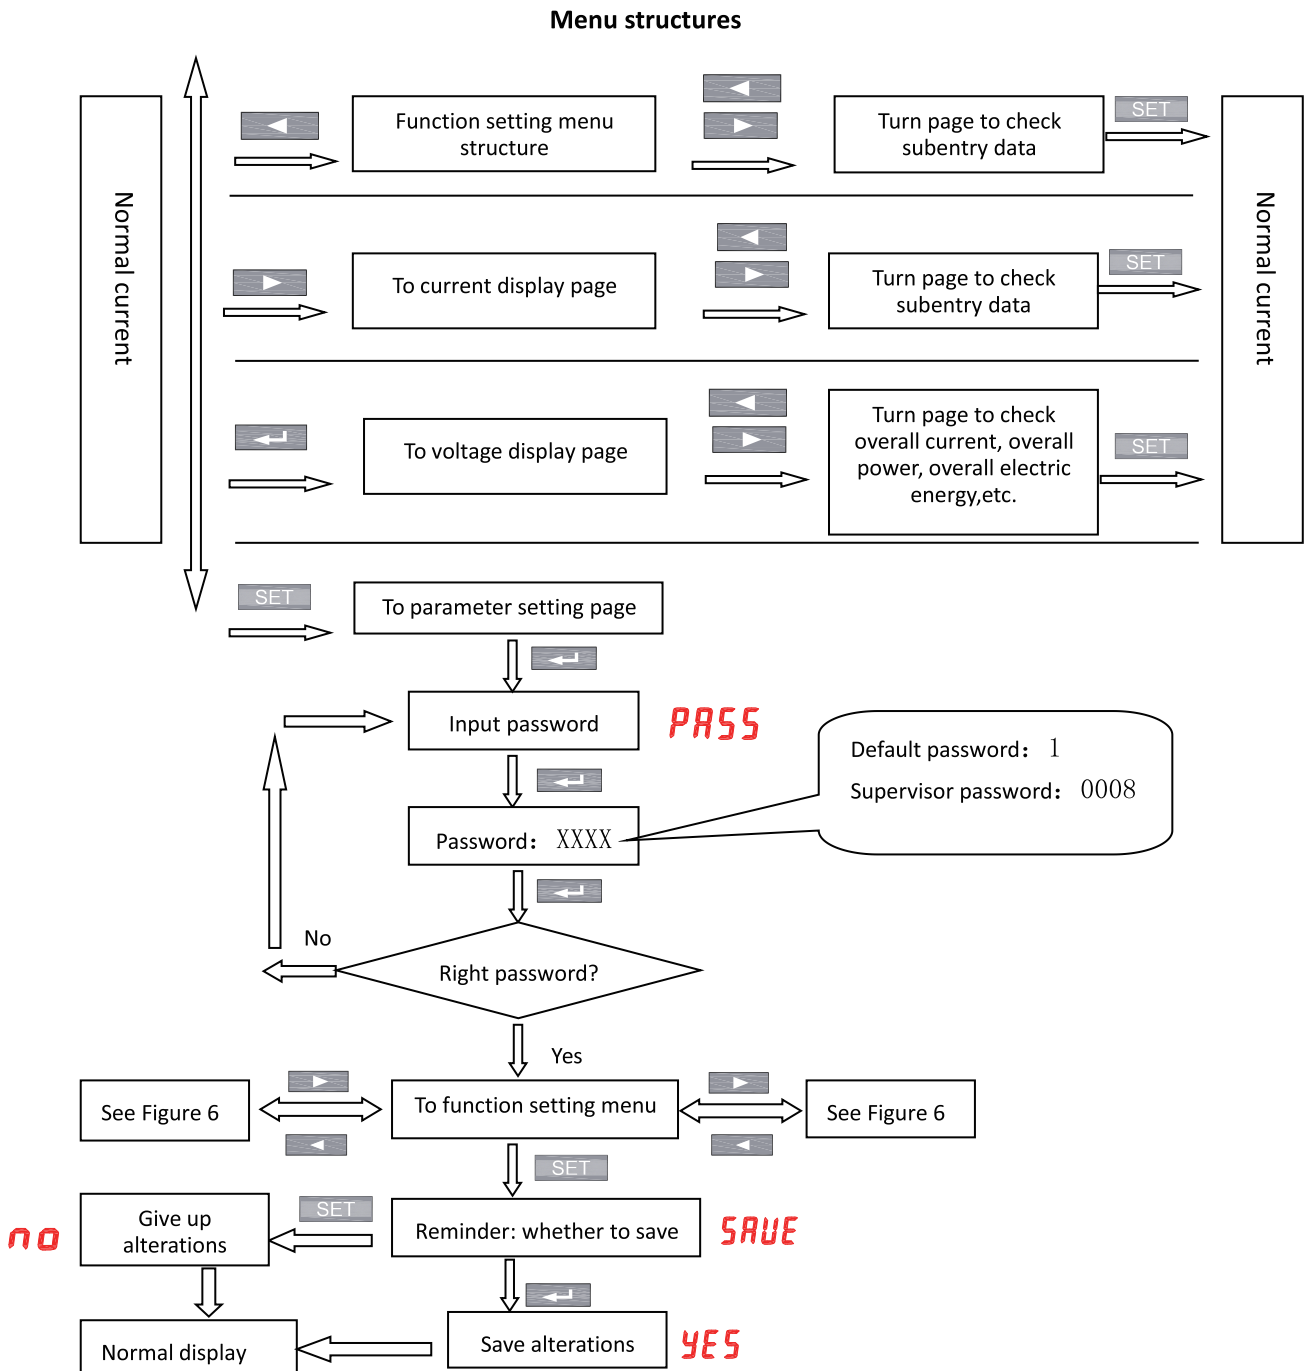 Menu structures
Normal current
Function setting menu
structure
Turn page to check
subentry data
SET
Normal current
To current display page
Turn page to check
subentry data
SET
To voltage display page
Turn page to check
overall current, overall
power, overall electric
energy,etc.
SET
SET
To parameter setting page
Input password
PASS
Default password：1
Supervisor password：0008
Password：XXXX
No
Right password?
Yes
See Figure 6
To function setting menu
See Figure 6
SET
no
Give up
alterations
SET
Reminder: whether to save
SAVE
Normal display
Save alterations
YES